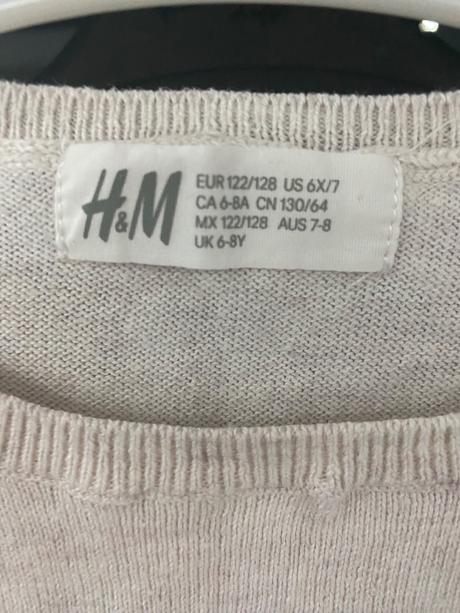 H&M
EUR 122/128 US 6X/7
CA 6-8A CN 130/64
MX 122/128 AUS 7-8
UK 6-8Y